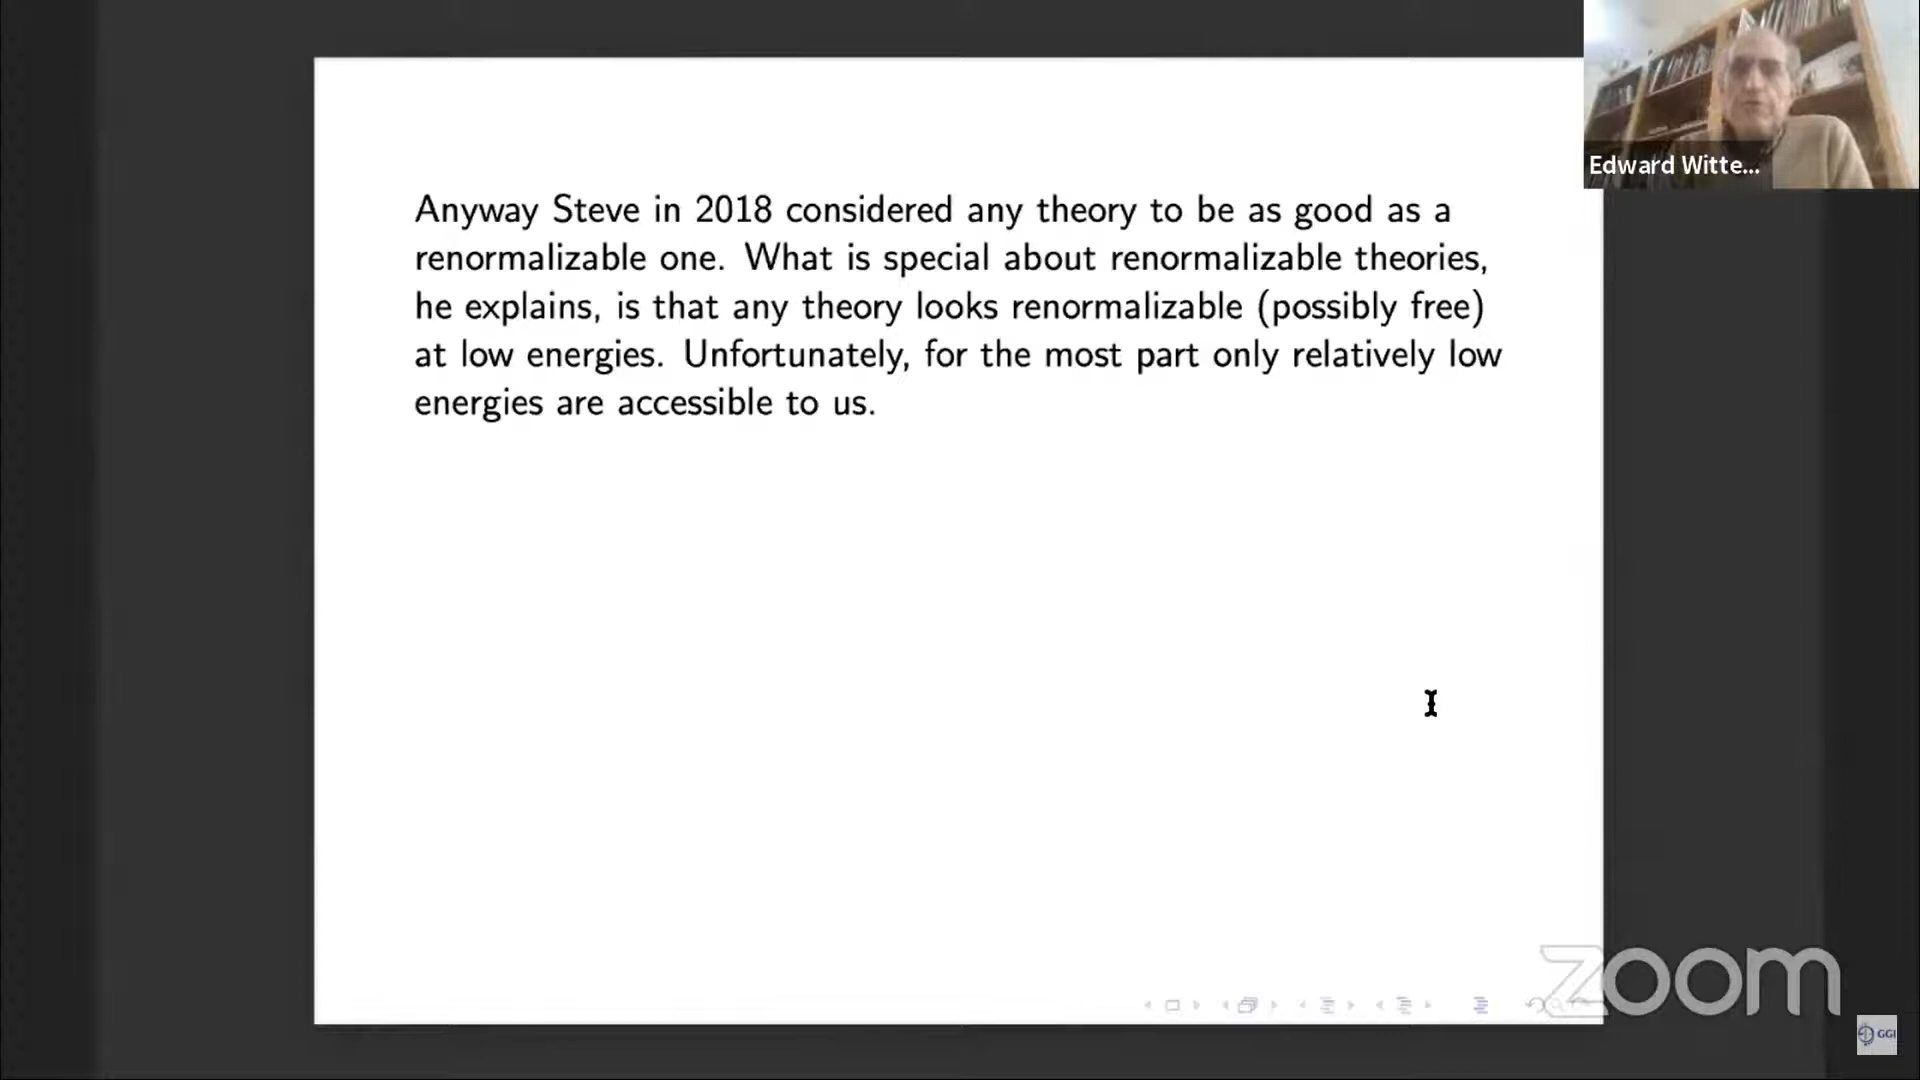 Edward Witte...
Anyway Steve in 2018 considered any theory to be as good as a
renormalizable one. What is special about renormalizable theories,
he explains, is that any theory looks renormalizable (possibly free)
at low energies. Unfortunately, for the most part only relatively low
energies are accessible to us.
zoom
GGI